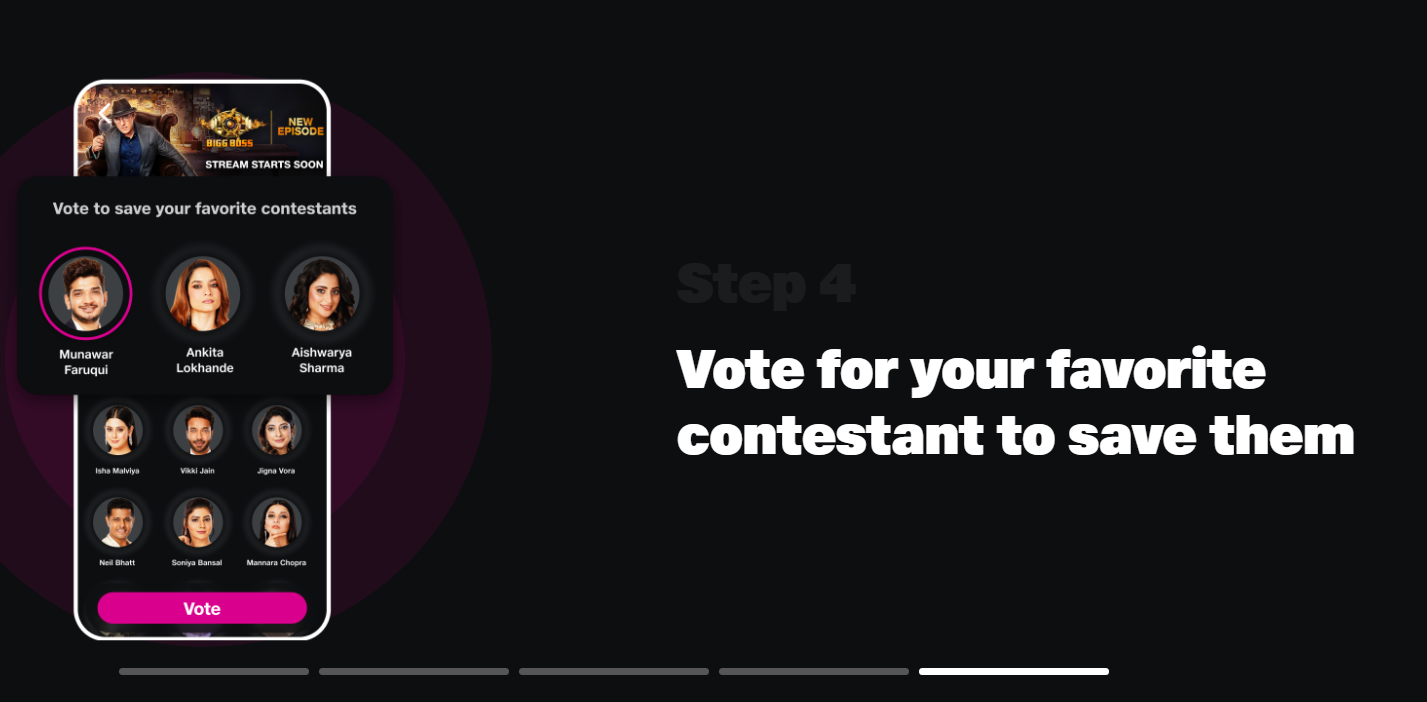 BIGG BOSS
NEW
EPISODE
STREAM STARTS SOON
Vote to save your favorite contestants
Munawar
Faruqui
Ankita
Lokhande
Aishwarya
Sharma
Isha Malviya
Vikki Jain
Jigna Vora
Neil Bhatt
Soniya Bansal
Mannara Chopra
Vote
Step 4
Vote for your favorite
contestant to save them